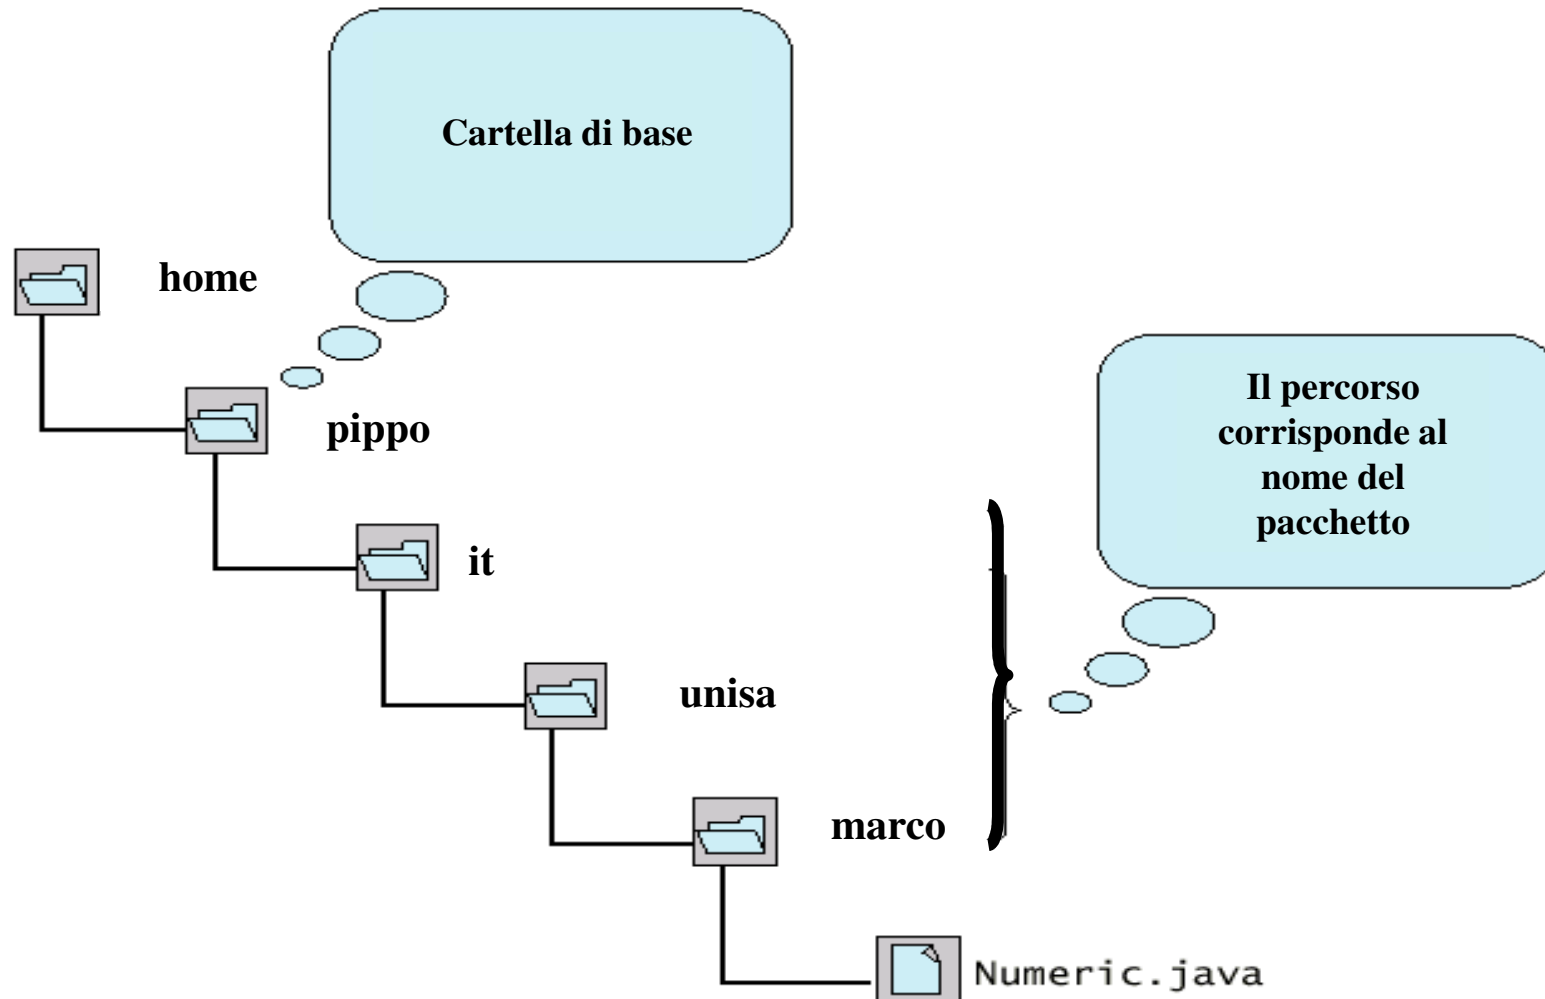 Cartella di base
home
pippo
Il percorso
corrisponde al
nome del
pacchetto
it
unisa
marco
Numeric.java